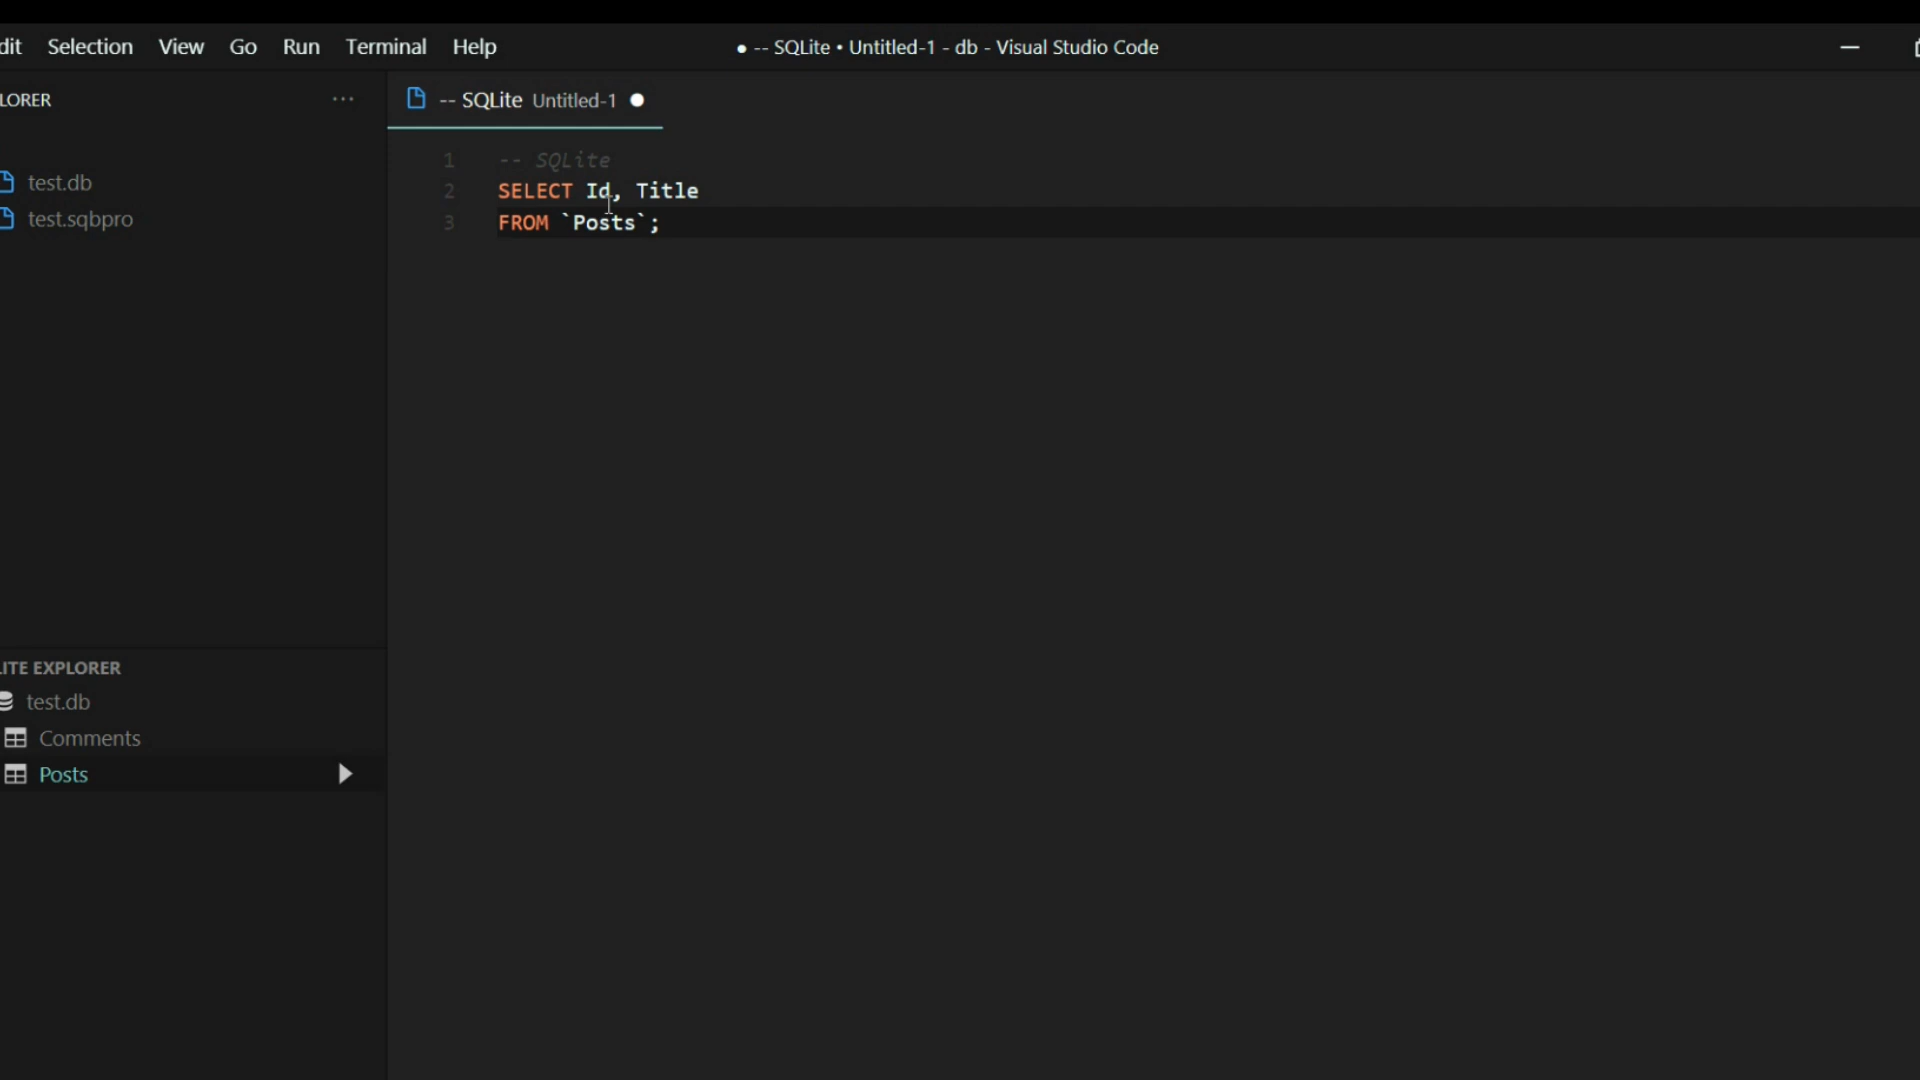 dit Selection View Go Run Terminal Help
● -- SQLite • Untitled-1 - db - Visual Studio Code
LORER ···
-- SQLite Untitled-1 ●
test.db
test.sqbpro
1 -- SQLite
2 SELECT Id, Title
3 FROM `Posts`;
LITE EXPLORER
test.db
Comments
Posts